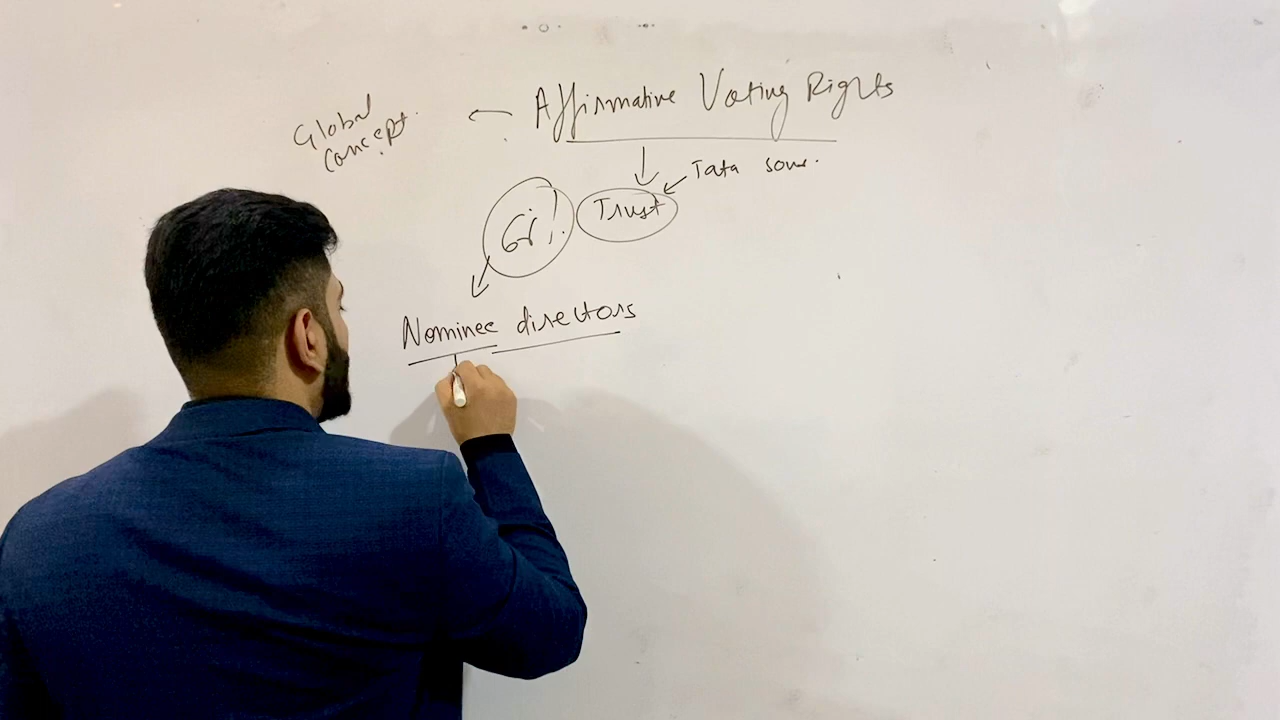 Affirmative Voting Rights
Global
Concept.
Tata sons.
Trust
Nominee directors